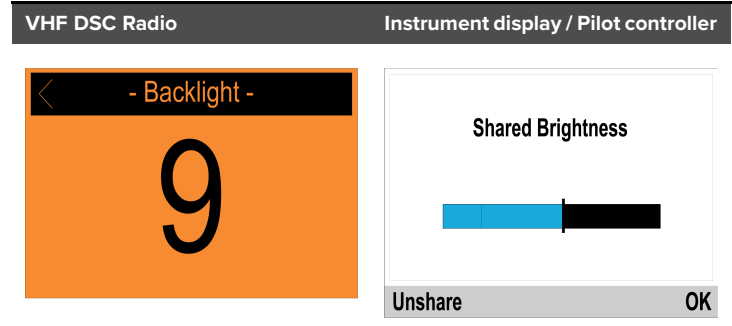 VHF DSC Radio
Instrument display / Pilot controller
- Backlight -
9
Shared Brightness
Unshare
OK